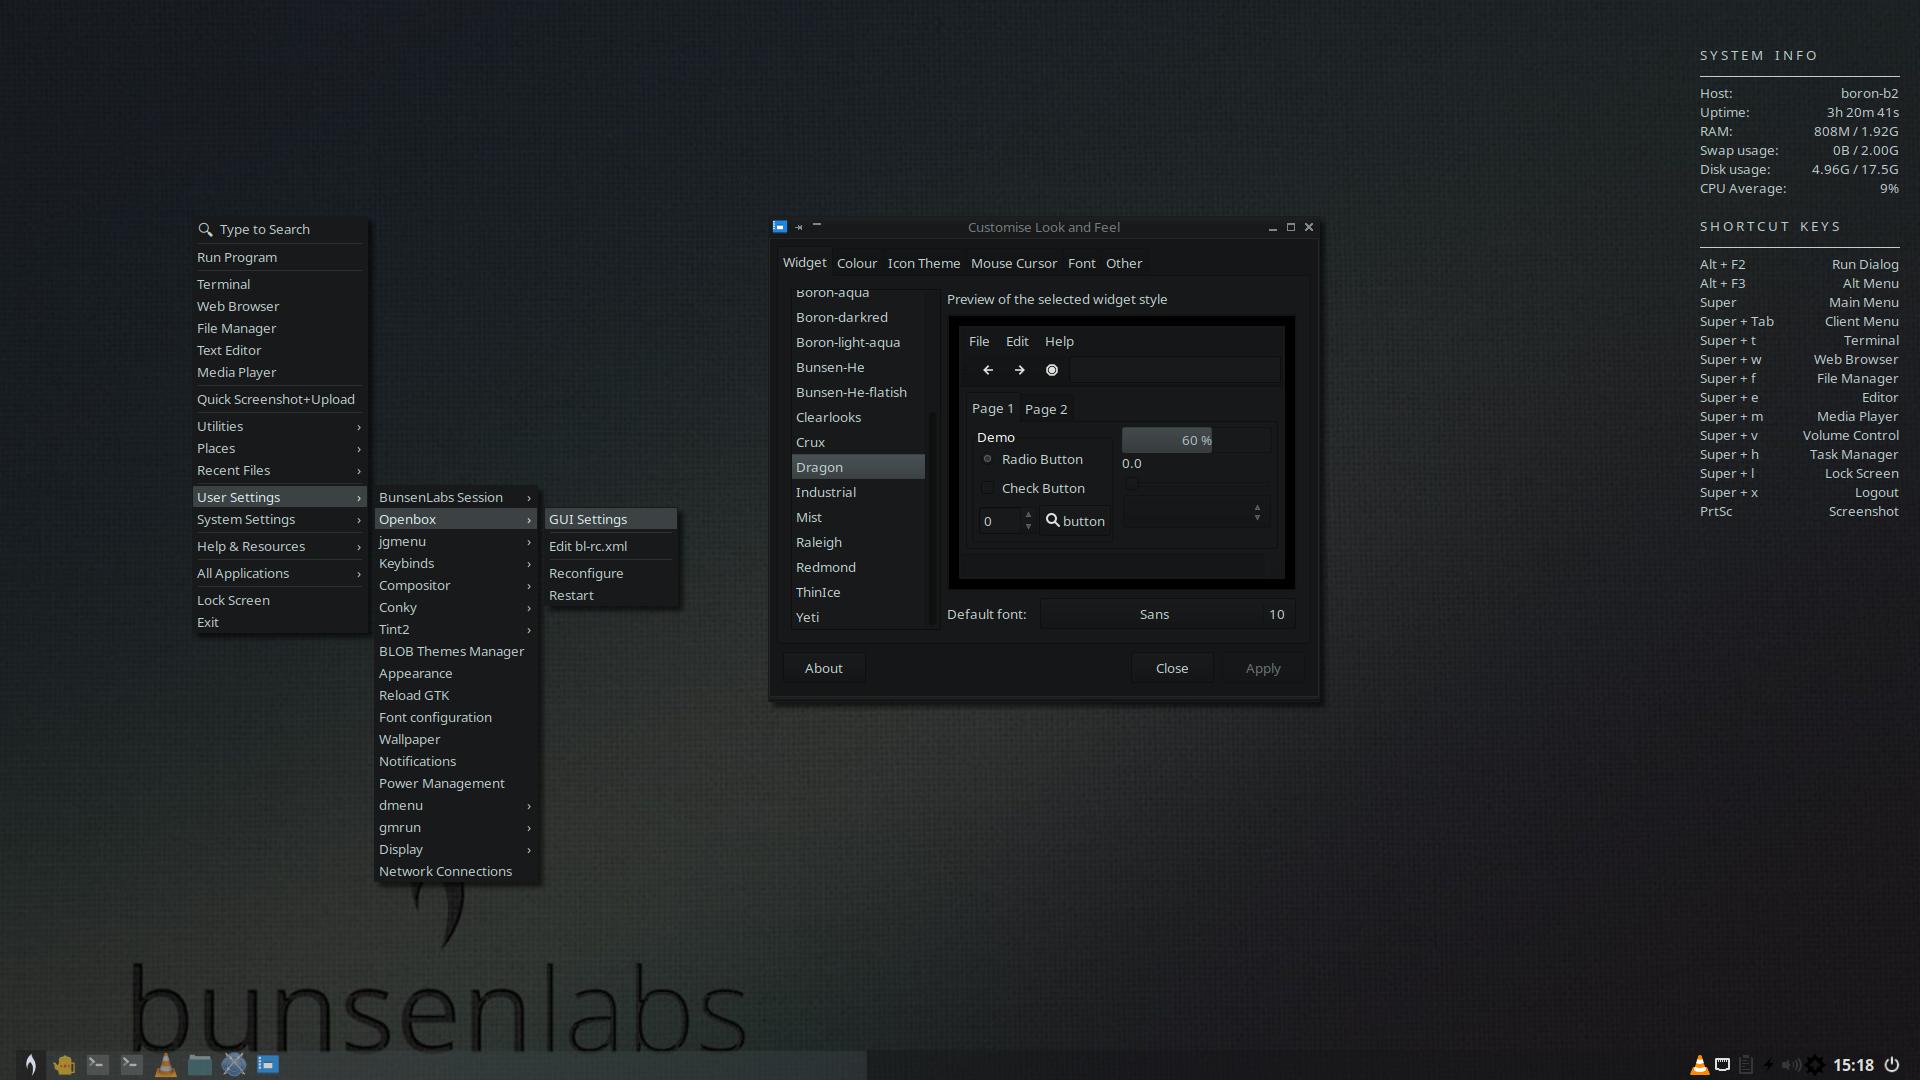 Type to Search
Run Program
Terminal
Web Browser
File Manager
Text Editor
Media Player
Quick Screenshot+Upload
Utilities ›
Places ›
Recent Files ›
User Settings ›
System Settings ›
Help & Resources ›
All Applications ›
Lock Screen
Exit
BunsenLabs Session ›
Openbox ›
jgmenu ›
Keybinds ›
Compositor ›
Conky ›
Tint2 ›
BLOB Themes Manager
Appearance
Reload GTK
Font configuration
Wallpaper
Notifications
Power Management
dmenu ›
gmrun ›
Display ›
Network Connections
GUI Settings
Edit bl-rc.xml
Reconfigure
Restart
Customise Look and Feel
Widget Colour Icon Theme Mouse Cursor Font Other
Boron-aqua
Boron-darkred
Boron-light-aqua
Bunsen-He
Bunsen-He-flatish
Clearlooks
Crux
Dragon
Industrial
Mist
Raleigh
Redmond
ThinIce
Yeti
Preview of the selected widget style
File Edit Help
Page 1 Page 2
Demo
Radio Button
Check Button
0
button
60 %
0.0
Default font: Sans 10
About Close Apply
SYSTEM INFO
Host: boron-b2
Uptime: 3h 20m 41s
RAM: 808M / 1.92G
Swap usage: 0B / 2.00G
Disk usage: 4.96G / 17.5G
CPU Average: 9%
SHORTCUT KEYS
Alt + F2 Run Dialog
Alt + F3 Alt Menu
Super Main Menu
Super + Tab Client Menu
Super + t Terminal
Super + w Web Browser
Super + f File Manager
Super + e Editor
Super + m Media Player
Super + v Volume Control
Super + h Task Manager
Super + l Lock Screen
Super + x Logout
PrtSc Screenshot
bunsenlabs
15:18